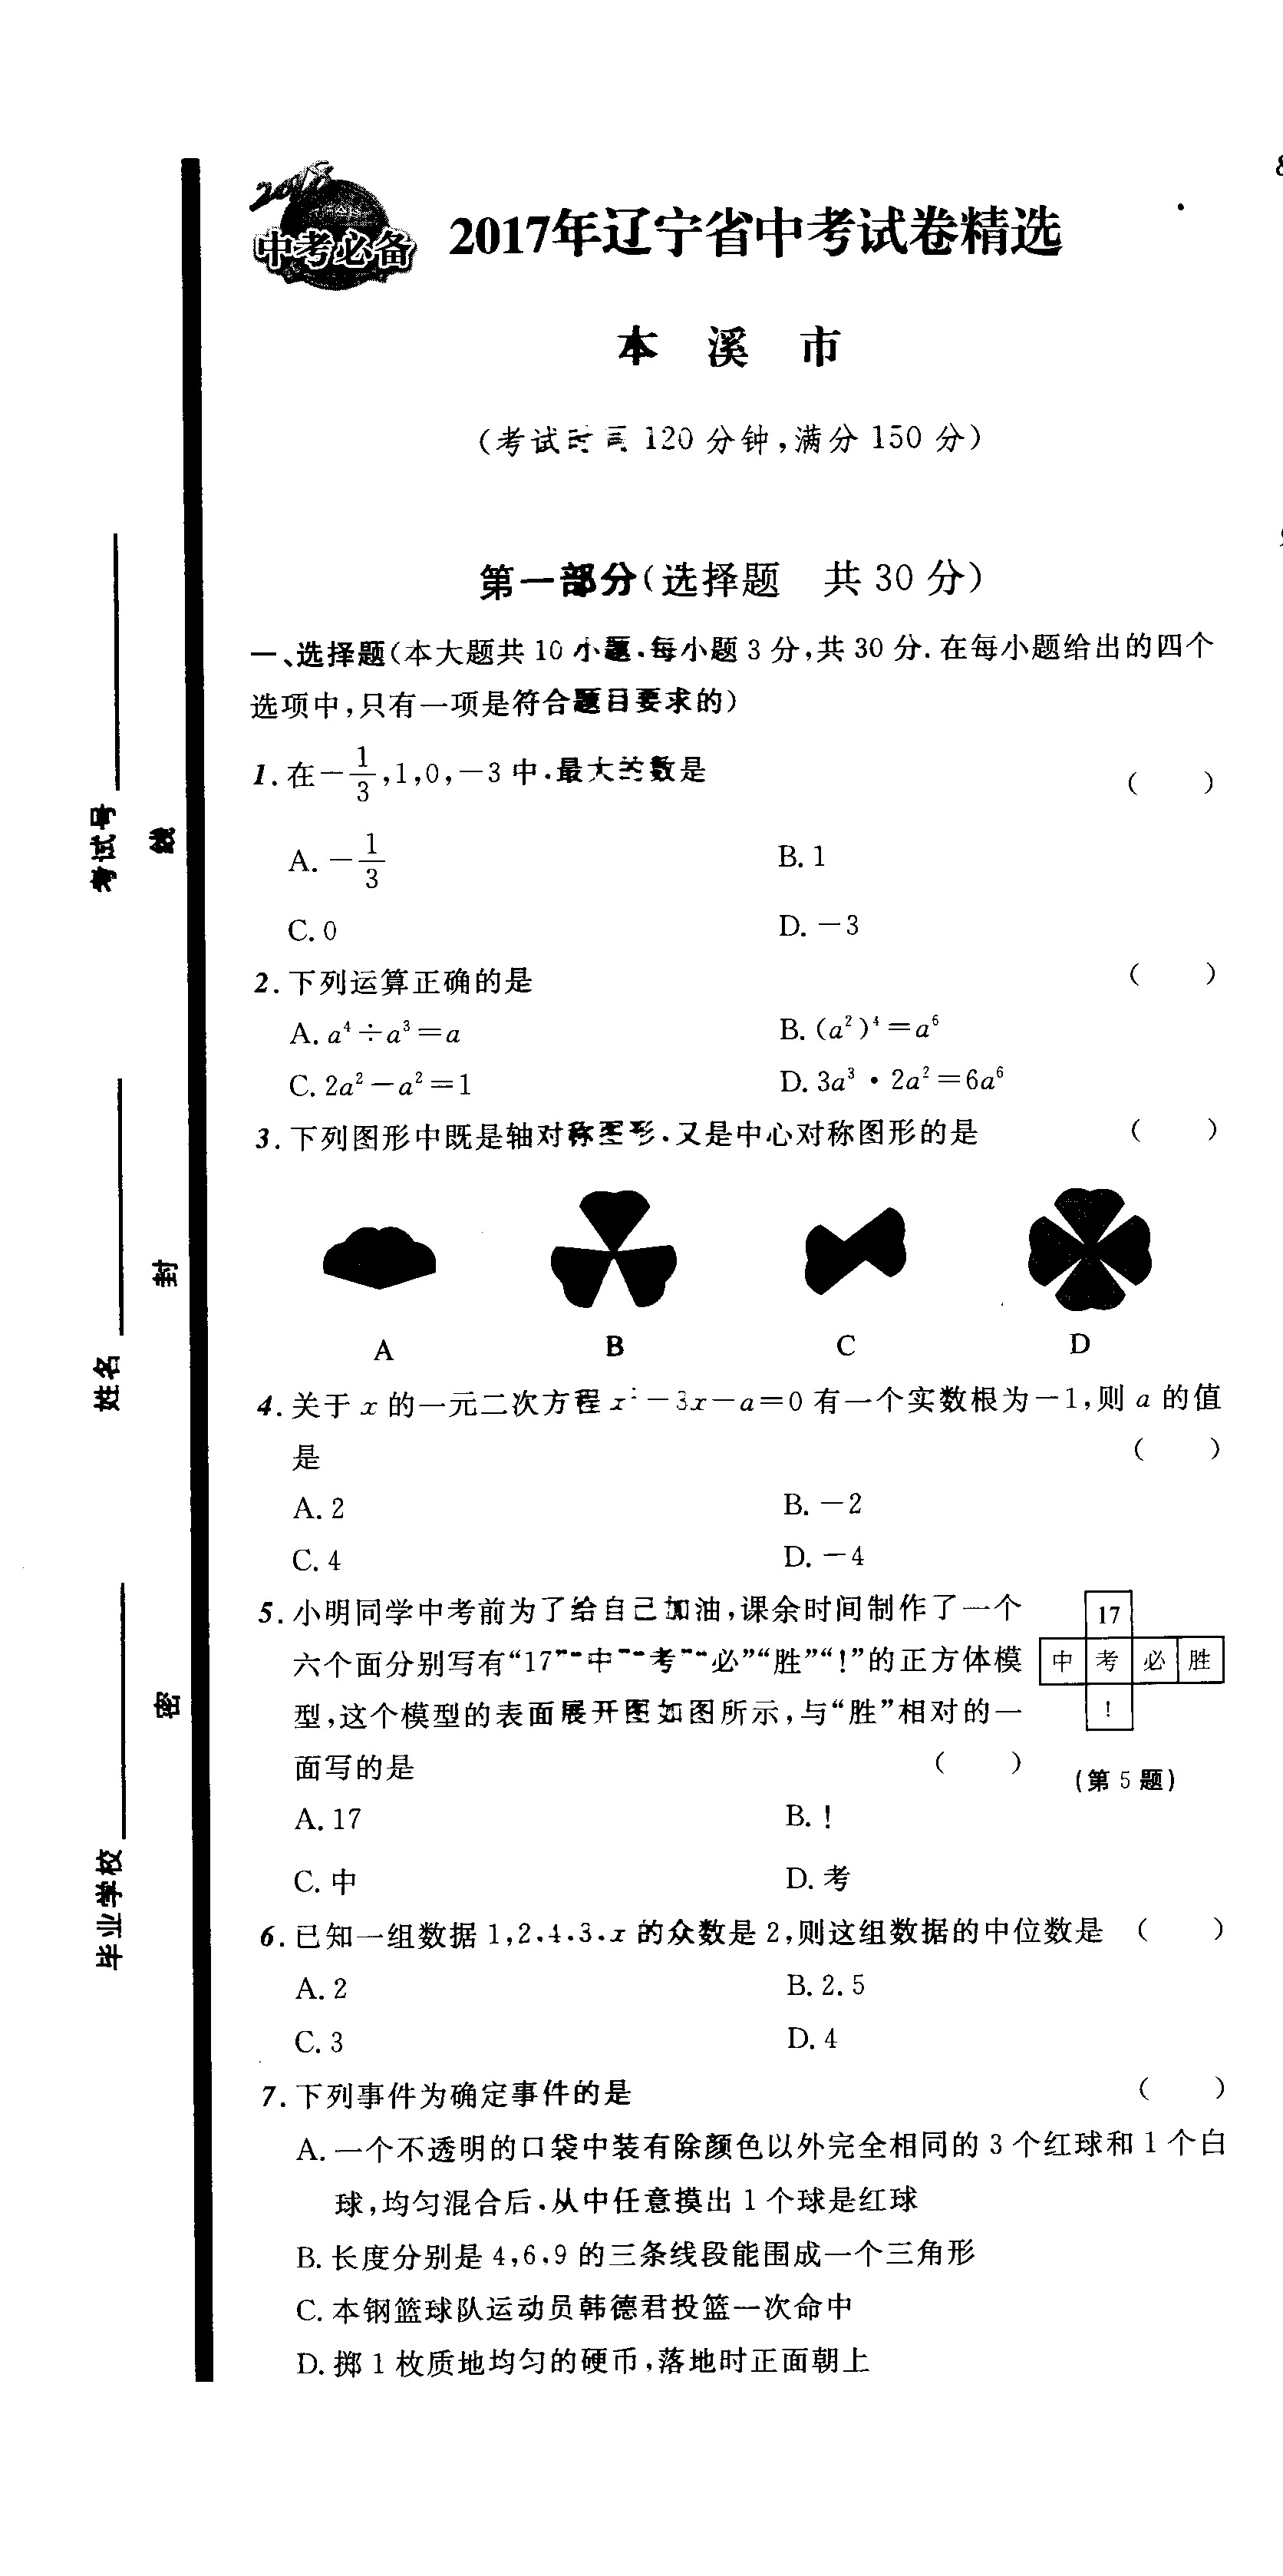 2018
中考必备
2017年辽宁省中考试卷精选
本 溪 市
(考试时间 120 分钟,满分 150 分)
第一部分(选择题 共 30 分)
一、选择题(本大题共 10 小题,每小题 3 分,共 30 分. 在每小题给出的四个
选项中,只有一项是符合题目要求的)
1. 在-1/3,1,0,-3 中,最大的数是 ( )
A. -1/3 B. 1
C. 0 D. -3
2. 下列运算正确的是 ( )
A. a⁴÷a³=a B. (a²)⁴=a⁶
C. 2a²-a²=1 D. 3a³·2a²=6a⁶
3. 下列图形中既是轴对称图形,又是中心对称图形的是 ( )
A B C D
4. 关于 x 的一元二次方程 x²-3x-a=0 有一个实数根为-1,则 a 的值
是 ( )
A. 2 B. -2
C. 4 D. -4
5. 小明同学中考前为了给自己加油,课余时间制作了一个
六个面分别写有“17”“中”“考”“必”“胜”“!”的正方体模
型,这个模型的表面展开图如图所示,与“胜”相对的一
面写的是 ( )
17
中 考 必 胜
!
(第 5 题)
A. 17 B. !
C. 中 D. 考
6. 已知一组数据 1,2,4,3,x 的众数是 2,则这组数据的中位数是 ( )
A. 2 B. 2.5
C. 3 D. 4
7. 下列事件为确定事件的是 ( )
A. 一个不透明的口袋中装有除颜色以外完全相同的 3 个红球和 1 个白
球,均匀混合后,从中任意摸出 1 个球是红球
B. 长度分别是 4,6,9 的三条线段能围成一个三角形
C. 本钢篮球队运动员韩德君投篮一次命中
D. 掷 1 枚质地均匀的硬币,落地时正面朝上
毕业学校
姓名
考试号
密 封 线